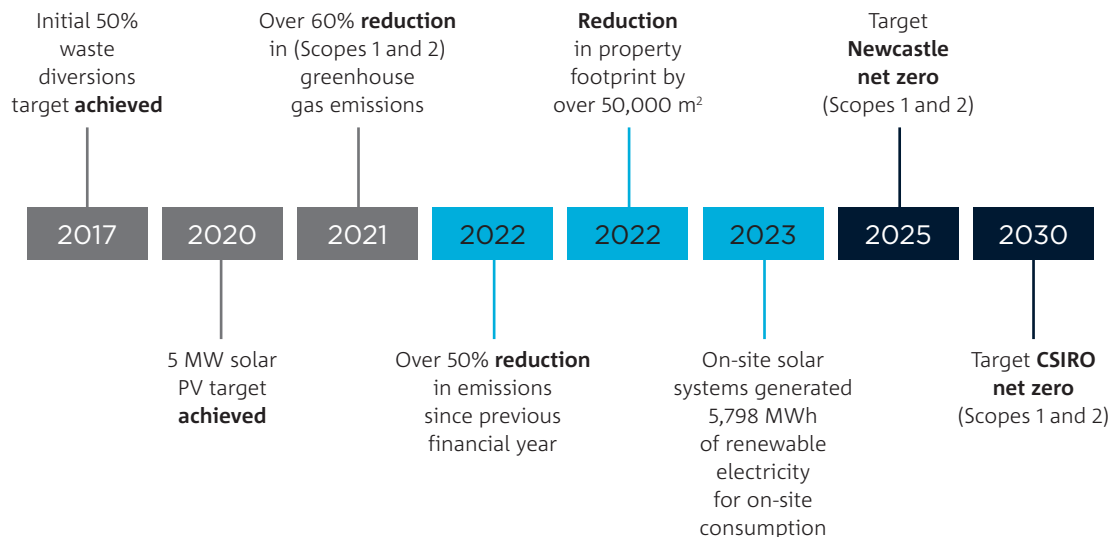 Initial 50%
waste
diversions
target achieved
Over 60% reduction
in (Scopes 1 and 2)
greenhouse
gas emissions
Reduction
in property
footprint by
over 50,000 m²
Target
Newcastle
net zero
(Scopes 1 and 2)
2017
2020
2021
2022
2022
2023
2025
2030
5 MW solar
PV target
achieved
Over 50% reduction
in emissions
since previous
financial year
On-site solar
systems generated
5,798 MWh
of renewable
electricity
for on-site
consumption
Target CSIRO
net zero
(Scopes 1 and 2)